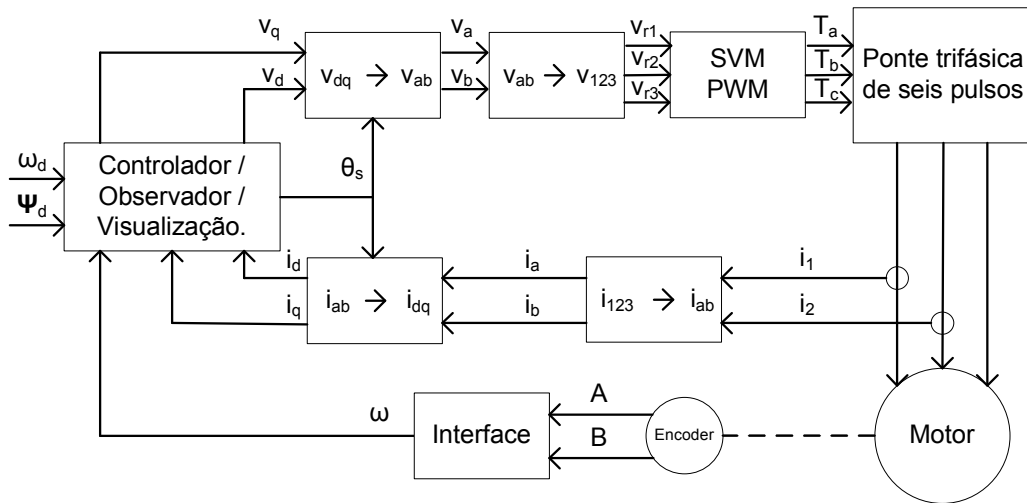 v_q
v_d
v_dq → v_ab
v_a
v_b
v_ab → v_123
v_r1
v_r2
v_r3
SVM
PWM
T_a
T_b
T_c
Ponte trifásica
de seis pulsos
ω_d
Ψ_d
Controlador /
Observador /
Visualização.
θ_s
i_d
i_q
i_ab → i_dq
i_a
i_b
i_123 → i_ab
i_1
i_2
ω
Interface
A
B
Encoder
Motor